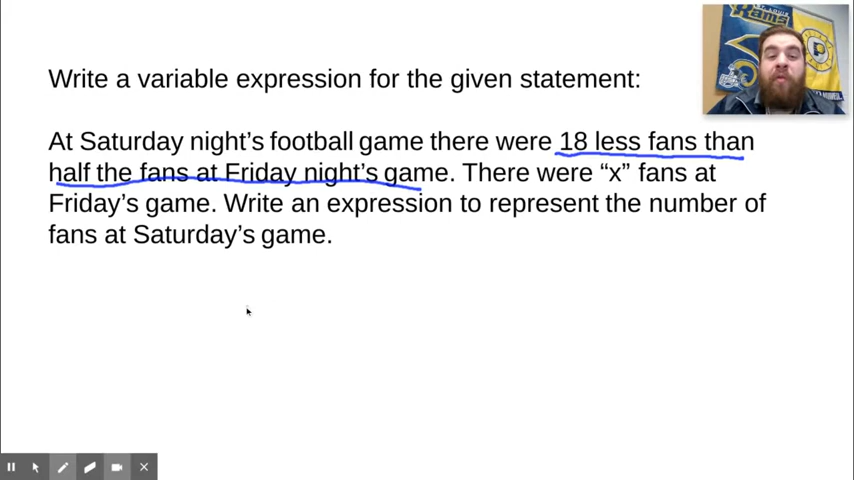 Rams
Write a variable expression for the given statement:
At Saturday night's football game there were 18 less fans than
half the fans at Friday night's game. There were “x” fans at
Friday's game. Write an expression to represent the number of
fans at Saturday's game.